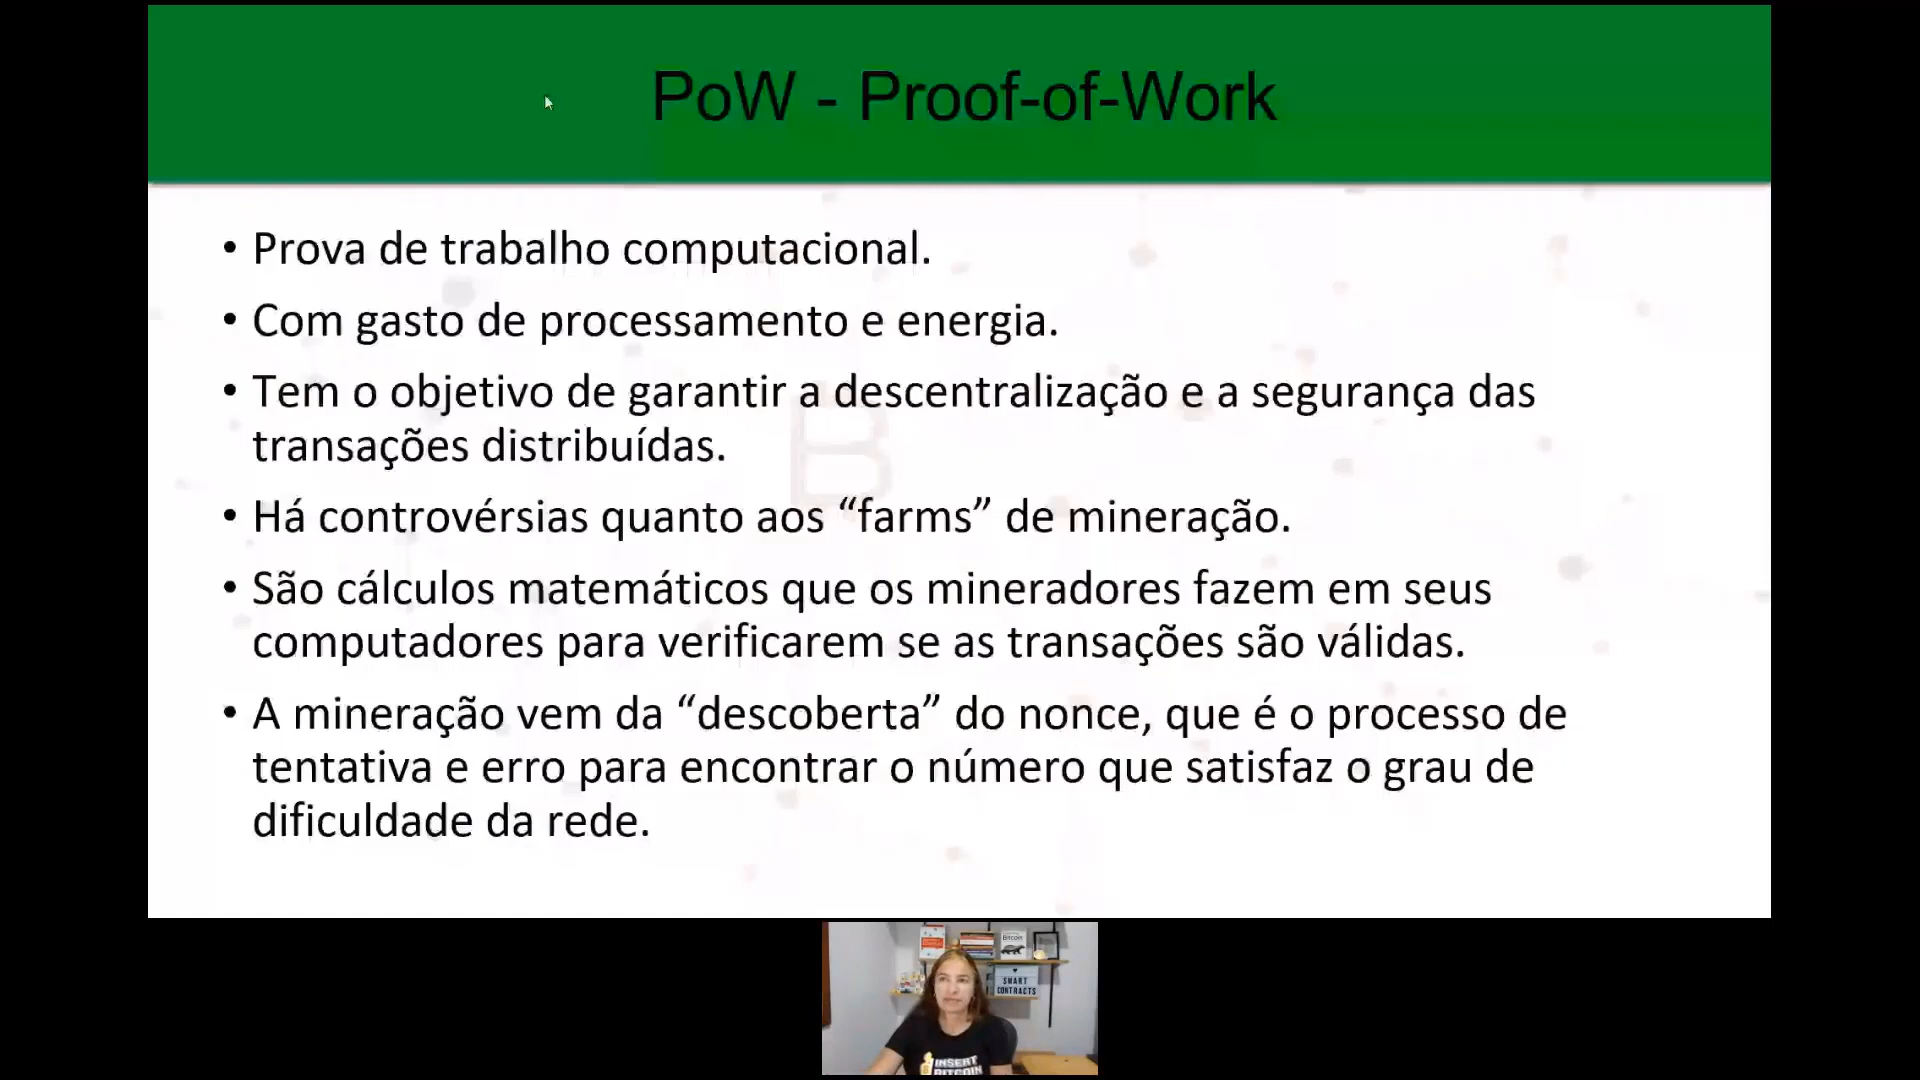 PoW - Proof-of-Work
• Prova de trabalho computacional.
• Com gasto de processamento e energia.
• Tem o objetivo de garantir a descentralização e a segurança das
transações distribuídas.
• Há controvérsias quanto aos “farms” de mineração.
• São cálculos matemáticos que os mineradores fazem em seus
computadores para verificarem se as transações são válidas.
• A mineração vem da “descoberta” do nonce, que é o processo de
tentativa e erro para encontrar o número que satisfaz o grau de
dificuldade da rede.
Bitcoin
SMART
CONTRACTS
INSERT
BITCOIN